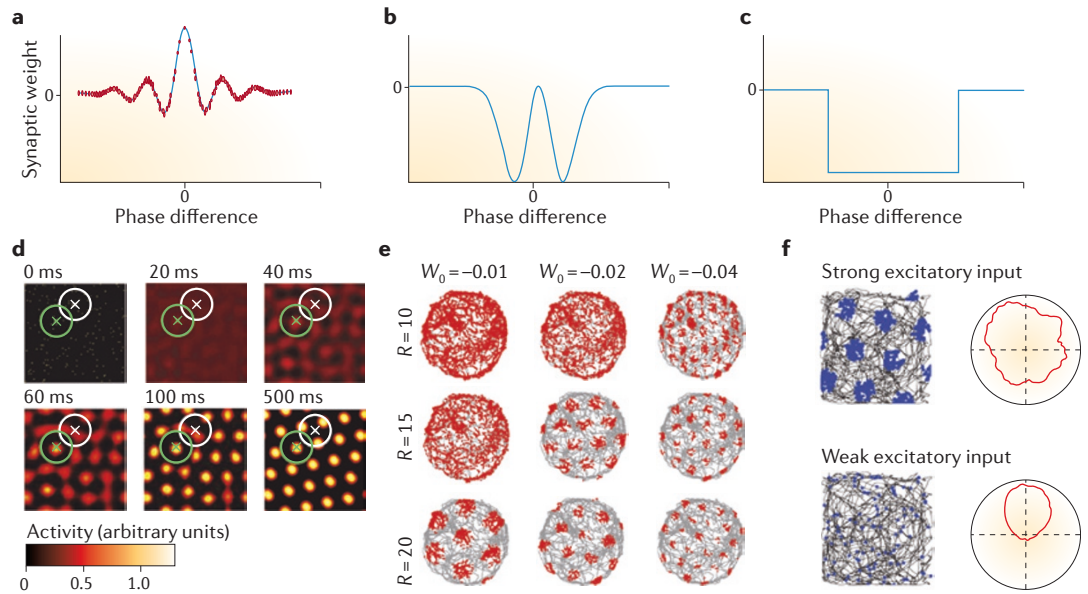 a
b
c
Synaptic weight
0
0
0
0
0
0
Phase difference
Phase difference
Phase difference
d
e
f
0 ms
20 ms
40 ms
60 ms
100 ms
500 ms
Activity (arbitrary units)
0
0.5
1.0
W₀ = −0.01
W₀ = −0.02
W₀ = −0.04
R = 10
R = 15
R = 20
Strong excitatory input
Weak excitatory input